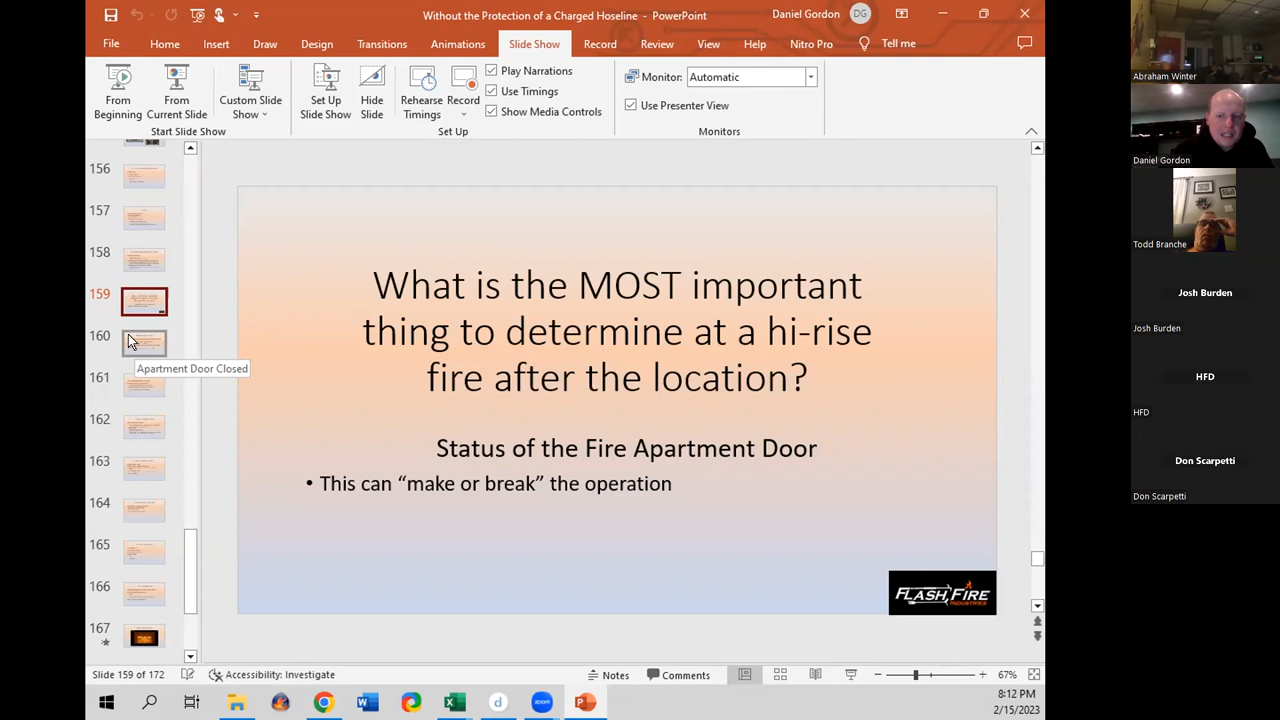 Without the Protection of a Charged Hoseline - PowerPoint
Daniel Gordon
DG
File
Home
Insert
Draw
Design
Transitions
Animations
Slide Show
Record
Review
View
Help
Nitro Pro
Tell me
From Beginning
From Current Slide
Custom Slide Show
Set Up Slide Show
Hide Slide
Rehearse Timings
Record
Play Narrations
Use Timings
Show Media Controls
Monitor: Automatic
Use Presenter View
Start Slide Show
Set Up
Monitors
156
157
158
159
160
Apartment Door Closed
161
162
163
164
165
166
167
What is the MOST important
thing to determine at a hi-rise
fire after the location?
Status of the Fire Apartment Door
• This can “make or break” the operation
FLASH FIRE
INDUSTRIES
Slide 159 of 172
Accessibility: Investigate
Notes
Comments
67%
8:12 PM
2/15/2023
Abraham Winter
Daniel Gordon
Todd Branche
Josh Burden
Josh Burden
HFD
HFD
Don Scarpetti
Don Scarpetti